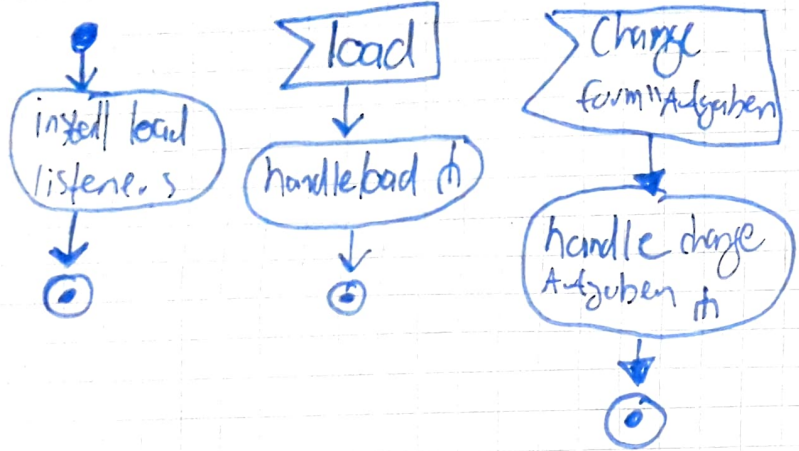 install load
listeners
load
handleload
Change
form "Aufgaben
handle change
Aufgaben